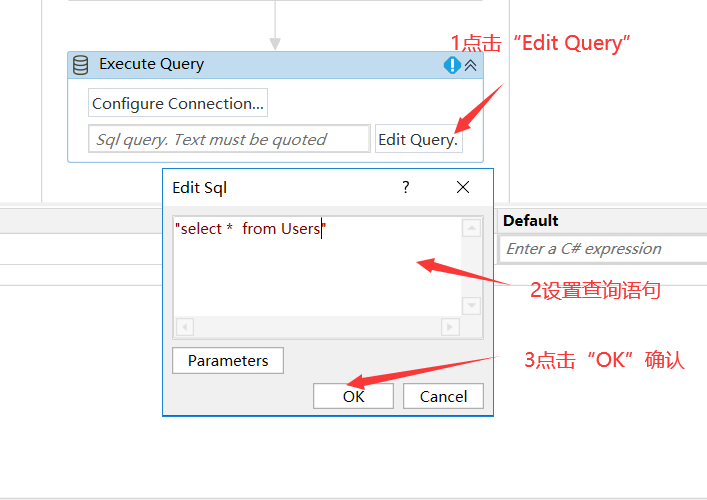 1点击“Edit Query”
Execute Query
Configure Connection...
Sql query. Text must be quoted
Edit Query.
Edit Sql
?
"select *  from Users"
Default
Enter a C# expression
2设置查询语句
Parameters
3点击“OK”确认
OK
Cancel